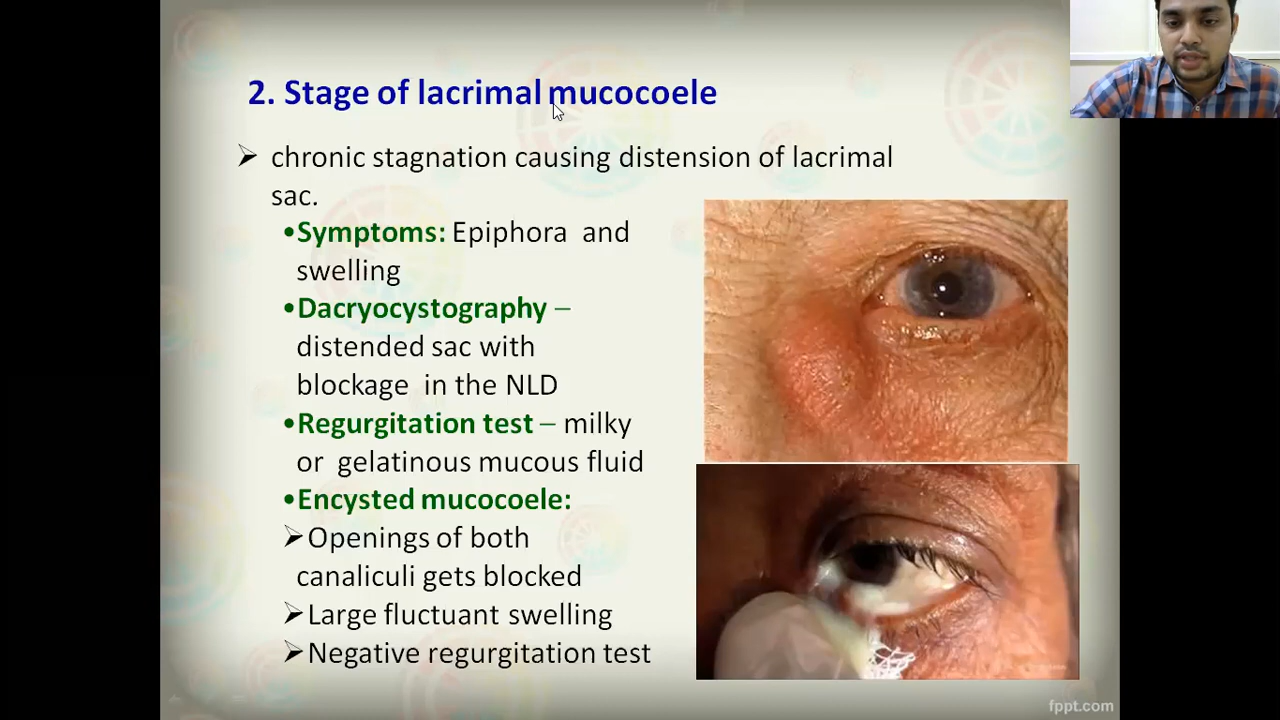 2. Stage of lacrimal mucocoele
➢ chronic stagnation causing distension of lacrimal
sac.
•Symptoms: Epiphora and
swelling
•Dacryocystography –
distended sac with
blockage in the NLD
•Regurgitation test – milky
or gelatinous mucous fluid
•Encysted mucocoele:
➢Openings of both
canaliculi gets blocked
➢Large fluctuant swelling
➢Negative regurgitation test
fppt.com